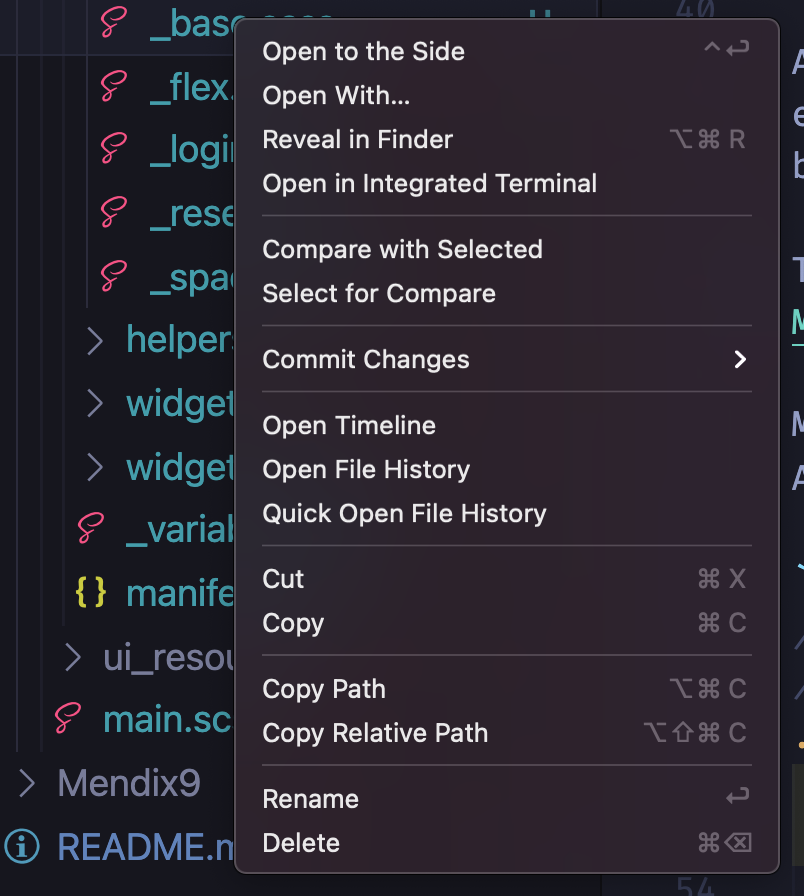 40
_base.scss U
Open to the Side ^↩
Open With...
_flex.
Reveal in Finder ⌥⌘ R
_login
Open in Integrated Terminal
_rese
Compare with Selected
_spac
Select for Compare
helpers
Commit Changes
widget
Open Timeline
widget
Open File History
Quick Open File History
_variab
Cut ⌘ X
{} manife
Copy ⌘ C
ui_resou
Copy Path ⌥⌘ C
main.sc
Copy Relative Path ⌥⇧⌘ C
Mendix9
Rename ↩
README.m
Delete ⌘⌫
54